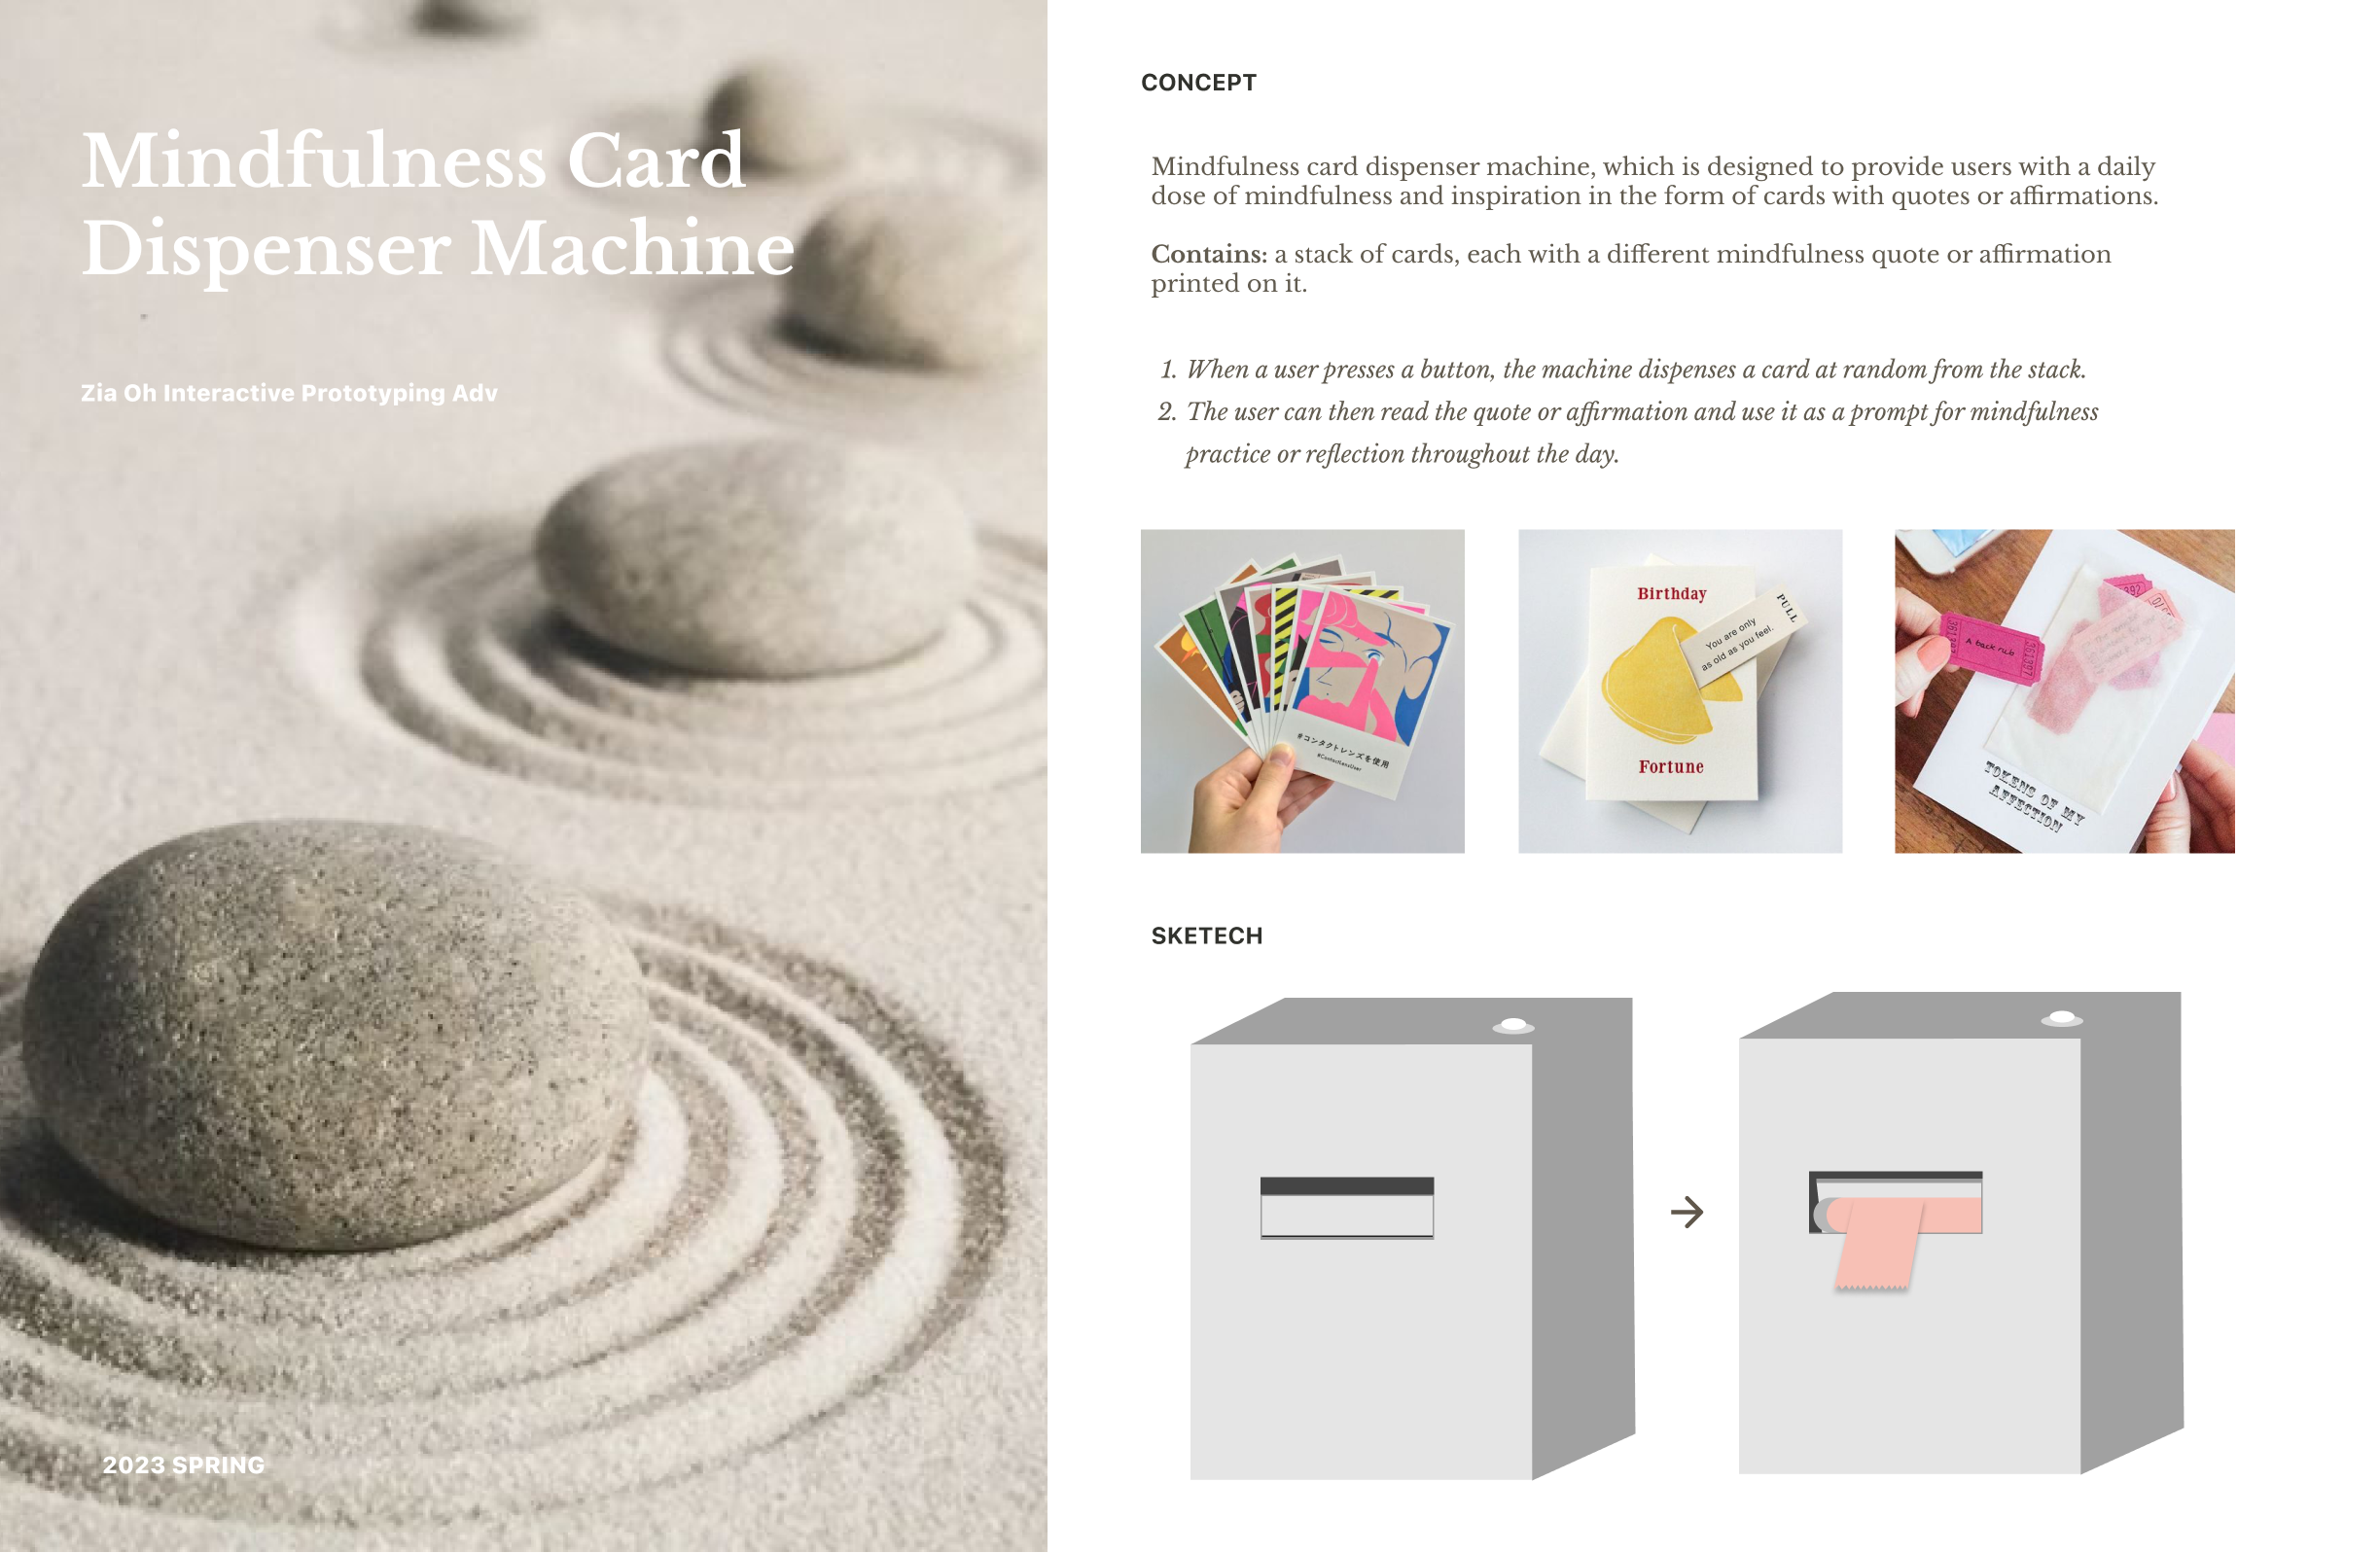 Mindfulness Card
Dispenser Machine
Zia Oh Interactive Prototyping Adv
2023 SPRING
CONCEPT
Mindfulness card dispenser machine, which is designed to provide users with a daily
dose of mindfulness and inspiration in the form of cards with quotes or affirmations.
Contains: a stack of cards, each with a different mindfulness quote or affirmation
printed on it.
1. When a user presses a button, the machine dispenses a card at random from the stack.
2. The user can then read the quote or affirmation and use it as a prompt for mindfulness
practice or reflection throughout the day.
#コンタクトレンズを使用
#ContactLensUser
Birthday
PULL
You are only
as old as you feel.
Fortune
A back rub
361397
TOKENS OF MY
AFFECTION
SKETECH